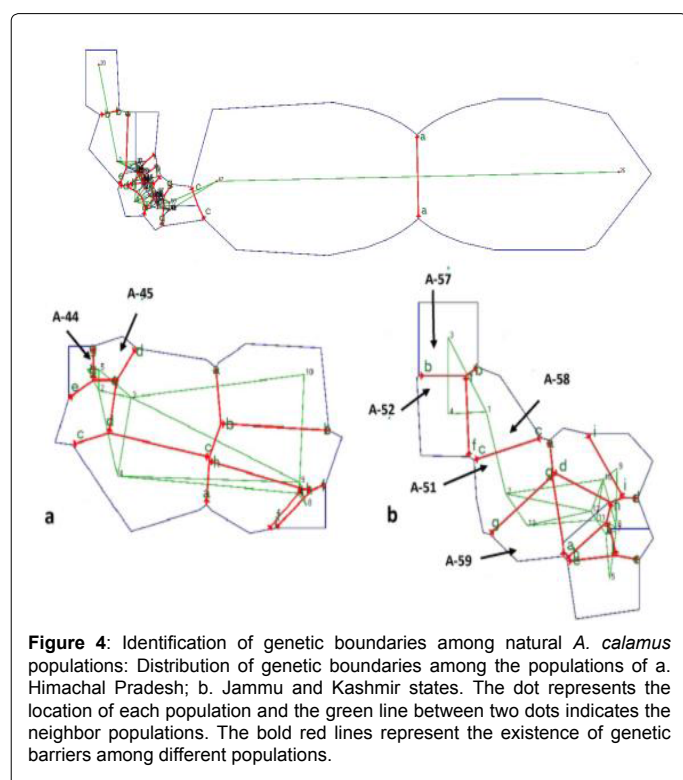 A-45
A-44
a
A-57
A-58
A-52
A-51
A-59
b
Figure 4: Identification of genetic boundaries among natural A. calamus
populations: Distribution of genetic boundaries among the populations of a.
Himachal Pradesh; b. Jammu and Kashmir states. The dot represents the
location of each population and the green line between two dots indicates the
neighbor populations. The bold red lines represent the existence of genetic
barriers among different populations.